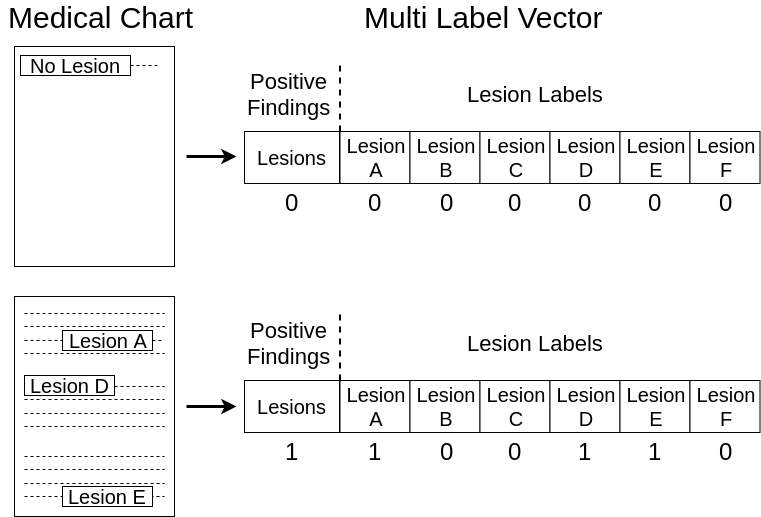 Medical Chart
Multi Label Vector
No Lesion
Positive
Findings
Lesion Labels
Lesions
Lesion A
Lesion B
Lesion C
Lesion D
Lesion E
Lesion F
0 0 0 0 0 0 0
Lesion A
Lesion D
Lesion E
Positive
Findings
Lesion Labels
Lesions
Lesion A
Lesion B
Lesion C
Lesion D
Lesion E
Lesion F
1 1 0 0 1 1 0